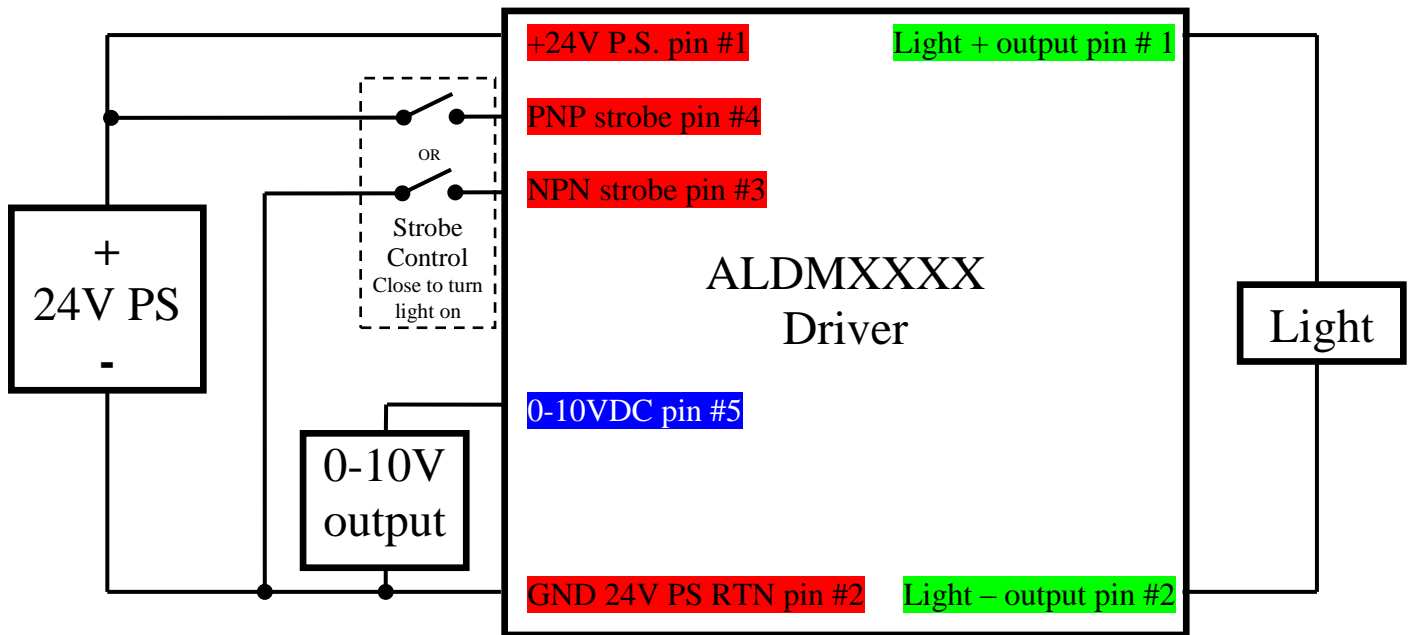 +24V P.S. pin #1
Light + output pin # 1
PNP strobe pin #4
OR
NPN strobe pin #3
Strobe
Control
Close to turn
light on
+
24V PS
-
ALDMXXXX
Driver
Light
0-10VDC pin #5
0-10V
output
GND 24V PS RTN pin #2
Light – output pin #2